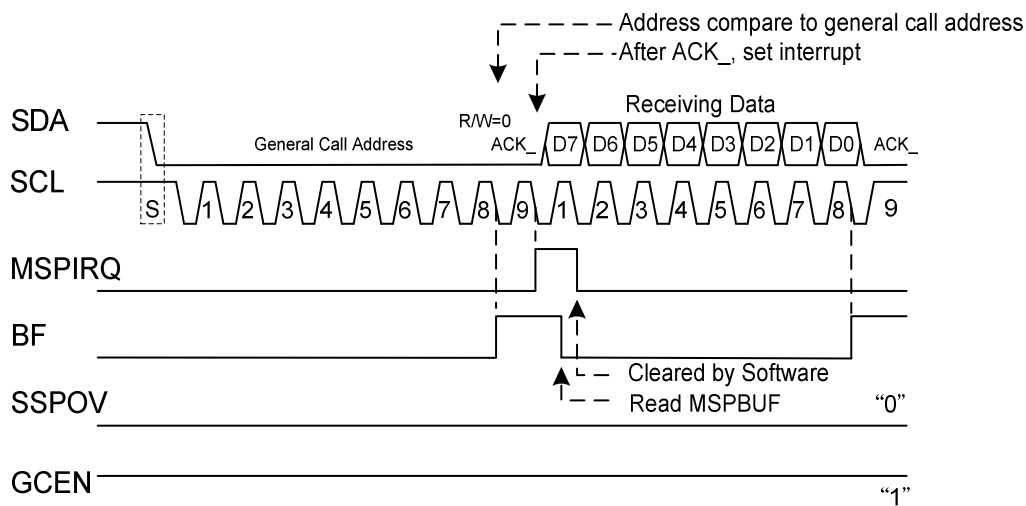 Address compare to general call address
After ACK_, set interrupt
Receiving Data
SDA
R/W=0
General Call Address
ACK_
D7 D6 D5 D4 D3 D2 D1 D0
ACK_
SCL
S 1 2 3 4 5 6 7 8 9 1 2 3 4 5 6 7 8 9
MSPIRQ
BF
Cleared by Software
Read MSPBUF
SSPOV
“0”
GCEN
“1”